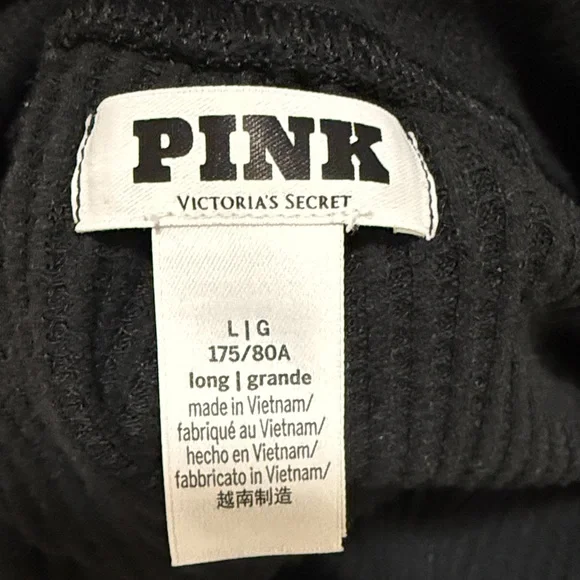 PINK
VICTORIA'S SECRET
L|G
175/80A
long|grande
made in Vietnam/
fabriqué au Vietnam/
hecho en Vietnam/
fabbricato in Vietnam/
越南制造